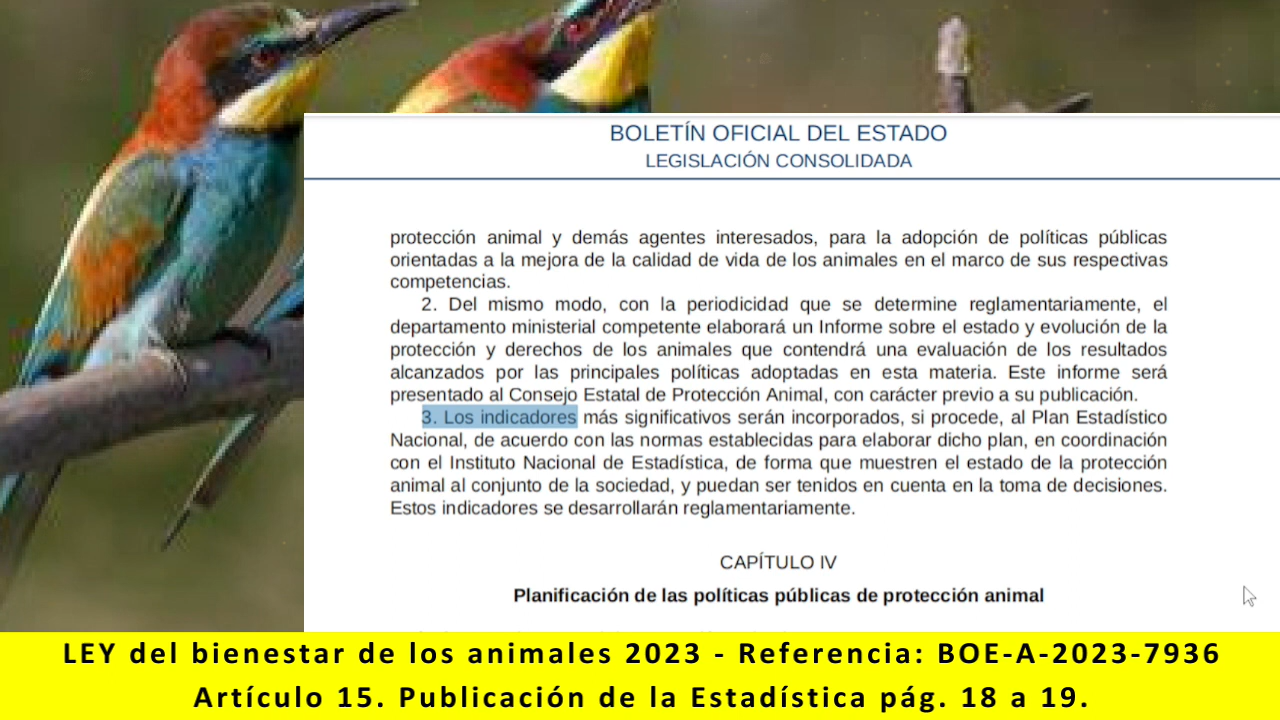 BOLETÍN OFICIAL DEL ESTADO
LEGISLACIÓN CONSOLIDADA
protección animal y demás agentes interesados, para la adopción de políticas públicas
orientadas a la mejora de la calidad de vida de los animales en el marco de sus respectivas
competencias.
2. Del mismo modo, con la periodicidad que se determine reglamentariamente, el
departamento ministerial competente elaborará un Informe sobre el estado y evolución de la
protección y derechos de los animales que contendrá una evaluación de los resultados
alcanzados por las principales políticas adoptadas en esta materia. Este informe será
presentado al Consejo Estatal de Protección Animal, con carácter previo a su publicación.
3. Los indicadores más significativos serán incorporados, si procede, al Plan Estadístico
Nacional, de acuerdo con las normas establecidas para elaborar dicho plan, en coordinación
con el Instituto Nacional de Estadística, de forma que muestren el estado de la protección
animal al conjunto de la sociedad, y puedan ser tenidos en cuenta en la toma de decisiones.
Estos indicadores se desarrollarán reglamentariamente.
CAPÍTULO IV
Planificación de las políticas públicas de protección animal
LEY del bienestar de los animales 2023 - Referencia: BOE-A-2023-7936
Artículo 15. Publicación de la Estadística pág. 18 a 19.